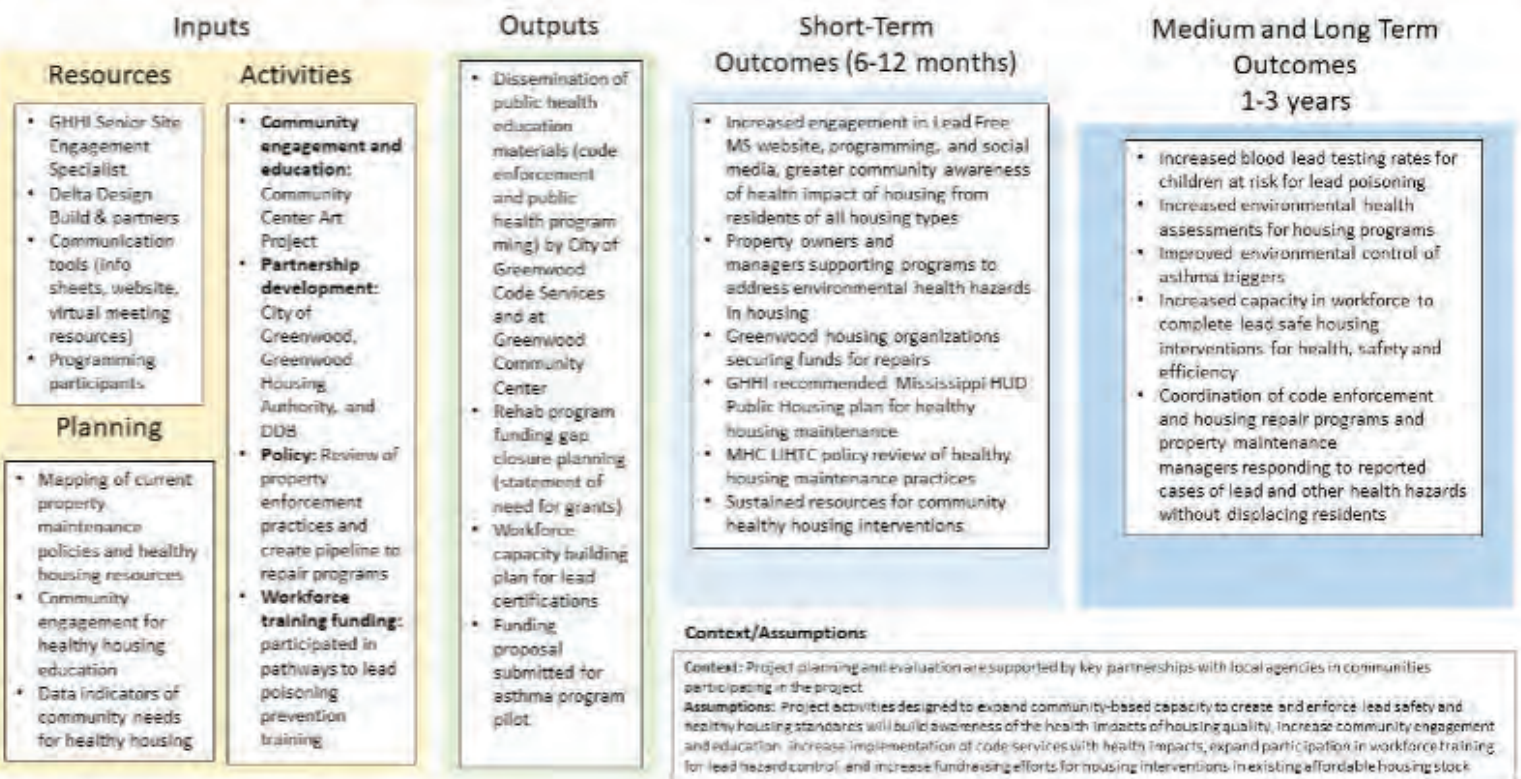 Inputs
Resources
• GHHI Senior Site
Engagement
Specialist
• Delta Design
Build & partners
• Communication
tools (info
sheets, website,
virtual meeting
resources)
• Programming
participants
Planning
• Mapping of current
property
maintenance
policies and healthy
housing resources
• Community
engagement for
healthy housing
education
• Data indicators of
community needs
for healthy housing
Activities
• Community
engagement and
education:
Community
Center Art
Project
• Partnership
development:
City of
Greenwood,
Greenwood
Housing
Authority, and
DDB
• Policy: Review of
property
enforcement
practices and
create pipeline to
repair programs
• Workforce
training funding:
participated in
pathways to lead
poisoning
prevention
training
Outputs
• Dissemination of
public health
education
materials (code
enforcement
and public
health program
ming) by City of
Greenwood
Code Services
and at
Greenwood
Community
Center
• Rehab program
funding gap
closure planning
(statement of
need for grants)
• Workforce
capacity building
plan for lead
certifications
• Funding
proposal
submitted for
asthma program
pilot
Short-Term
Outcomes (6-12 months)
• Increased engagement in Lead Free
MS website, programming, and social
media, greater community awareness
of health impact of housing from
residents of all housing types
• Property owners and
managers supporting programs to
address environmental health hazards
in housing
• Greenwood housing organizations
securing funds for repairs
• GHHI recommended Mississippi HUD
Public Housing plan for healthy
housing maintenance
• MHC LIHTC policy review of healthy
housing maintenance practices
• Sustained resources for community
healthy housing interventions
Medium and Long Term
Outcomes
1-3 years
• Increased blood lead testing rates for
children at risk for lead poisoning
• Increased environmental health
assessments for housing programs
• Improved environmental control of
asthma triggers
• Increased capacity in workforce to
complete lead safe housing
interventions for health, safety and
efficiency
• Coordination of code enforcement
and housing repair programs and
property maintenance
managers responding to reported
cases of lead and other health hazards
without displacing residents
Context/Assumptions
Context: Project planning and evaluation are supported by key partnerships with local agencies in communities
participating in the project
Assumptions: Project activities designed to expand community-based capacity to create and enforce lead safety and
healthy housing standards will build awareness of the health impacts of housing quality, increase community engagement
and education, increase implementation of code services with health impacts, expand participation in workforce training
for lead hazard control, and increase fundraising efforts for housing interventions in existing affordable housing stock